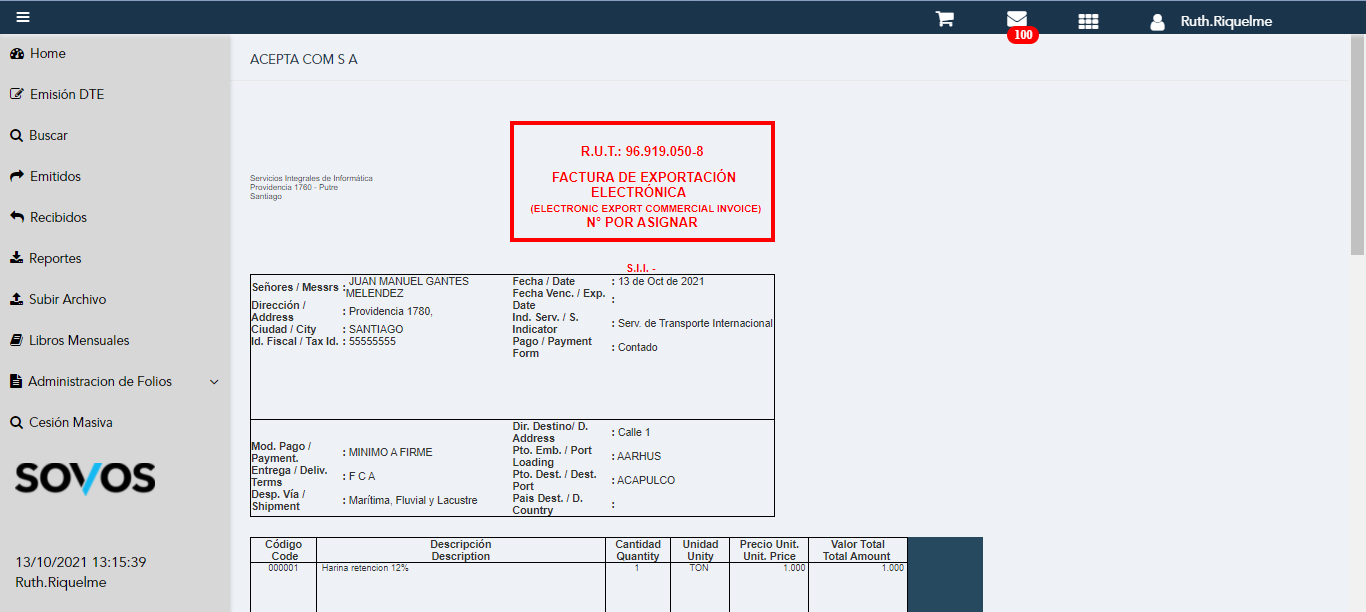 Ruth.Riquelme
100
Home
Emisión DTE
Buscar
Emitidos
Recibidos
Reportes
Subir Archivo
Libros Mensuales
Administracion de Folios
Cesión Masiva
SOVOS
13/10/2021 13:15:39
Ruth.Riquelme
ACEPTA COM S A
Servicios Integrales de Informática
Providencia 1760 - Putre
Santiago
R.U.T.: 96.919.050-8
FACTURA DE EXPORTACIÓN
ELECTRÓNICA
(ELECTRONIC EXPORT COMMERCIAL INVOICE)
N° POR ASIGNAR
S.I.I. -
Señores / Messrs : JUAN MANUEL GANTES
MELENDEZ
Dirección /
Address : Providencia 1780,
Ciudad / City : SANTIAGO
Id. Fiscal / Tax Id. : 55555555
Fecha / Date : 13 de Oct de 2021
Fecha Venc. / Exp.
Date :
Ind. Serv. / S.
Indicator : Serv. de Transporte Internacional
Pago / Payment
Form : Contado
Mod. Pago /
Payment. : MINIMO A FIRME
Entrega / Deliv.
Terms : F C A
Desp. Vía /
Shipment : Marítima, Fluvial y Lacustre
Dir. Destino/ D.
Address : Calle 1
Pto. Emb. / Port
Loading : AARHUS
Pto. Dest. / Dest.
Port : ACAPULCO
Pais Dest. / D.
Country :
Código Descripción Cantidad Unidad Precio Unit. Valor Total
Code Description Quantity Unity Unit. Price Total Amount
000001 Harina retencion 12% 1 TON 1.000 1.000